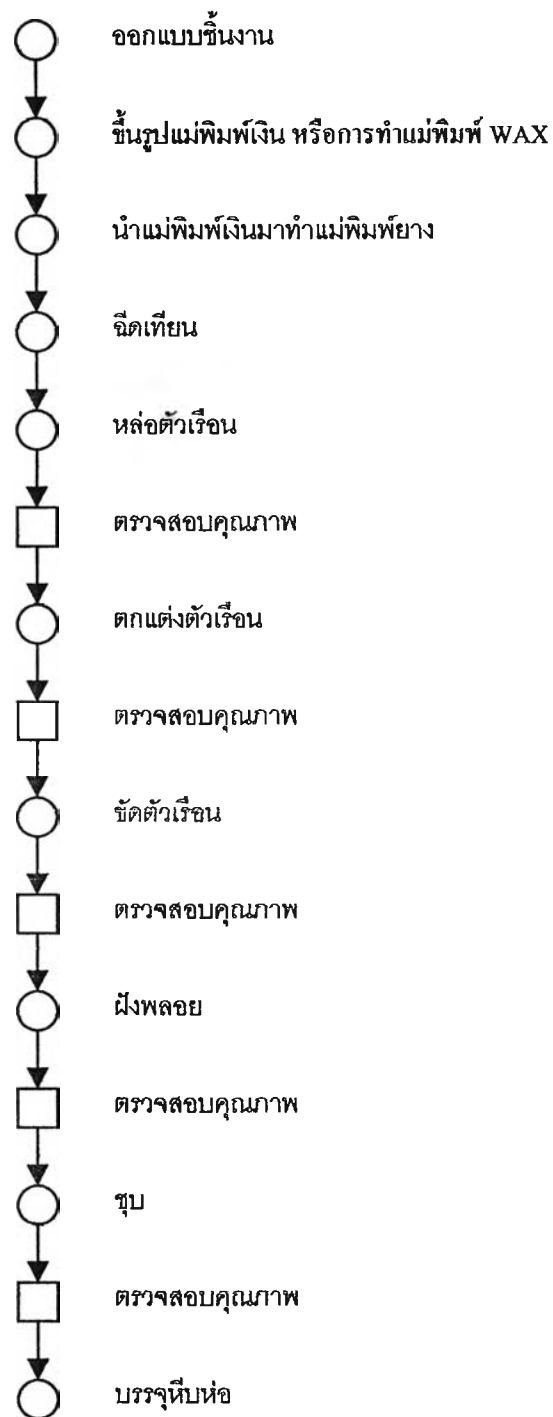 ออกแบบชิ้นงาน
ขึ้นรูปแม่พิมพ์เงิน หรือการทำแม่พิมพ์ WAX
นำแม่พิมพ์เงินมาทำแม่พิมพ์ยาง
ฉีดเทียน
หล่อตัวเรือน
ตรวจสอบคุณภาพ
ตกแต่งตัวเรือน
ตรวจสอบคุณภาพ
ขัดตัวเรือน
ตรวจสอบคุณภาพ
ฝังพลอย
ตรวจสอบคุณภาพ
ชุบ
ตรวจสอบคุณภาพ
บรรจุหีบห่อ